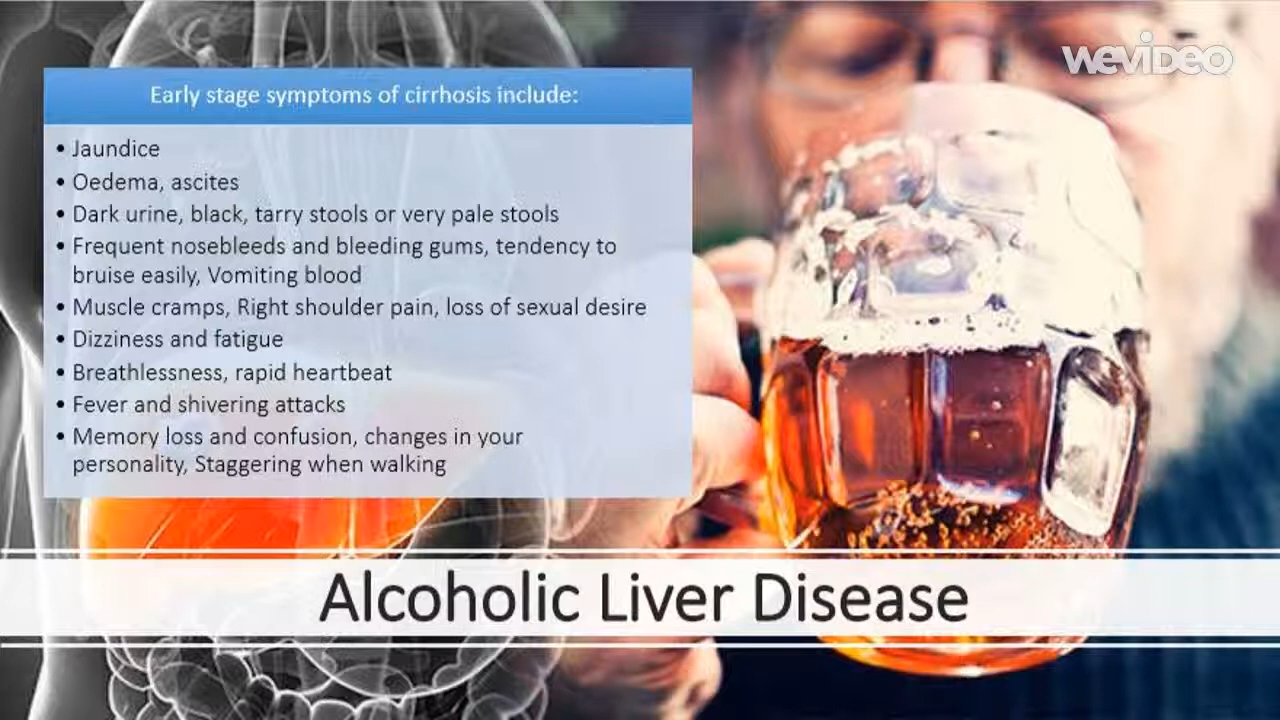 WEVIDEO
Early stage symptoms of cirrhosis include:
• Jaundice
• Oedema, ascites
• Dark urine, black, tarry stools or very pale stools
• Frequent nosebleeds and bleeding gums, tendency to
bruise easily, Vomiting blood
• Muscle cramps, Right shoulder pain, loss of sexual desire
• Dizziness and fatigue
• Breathlessness, rapid heartbeat
• Fever and shivering attacks
• Memory loss and confusion, changes in your
personality, Staggering when walking
Alcoholic Liver Disease